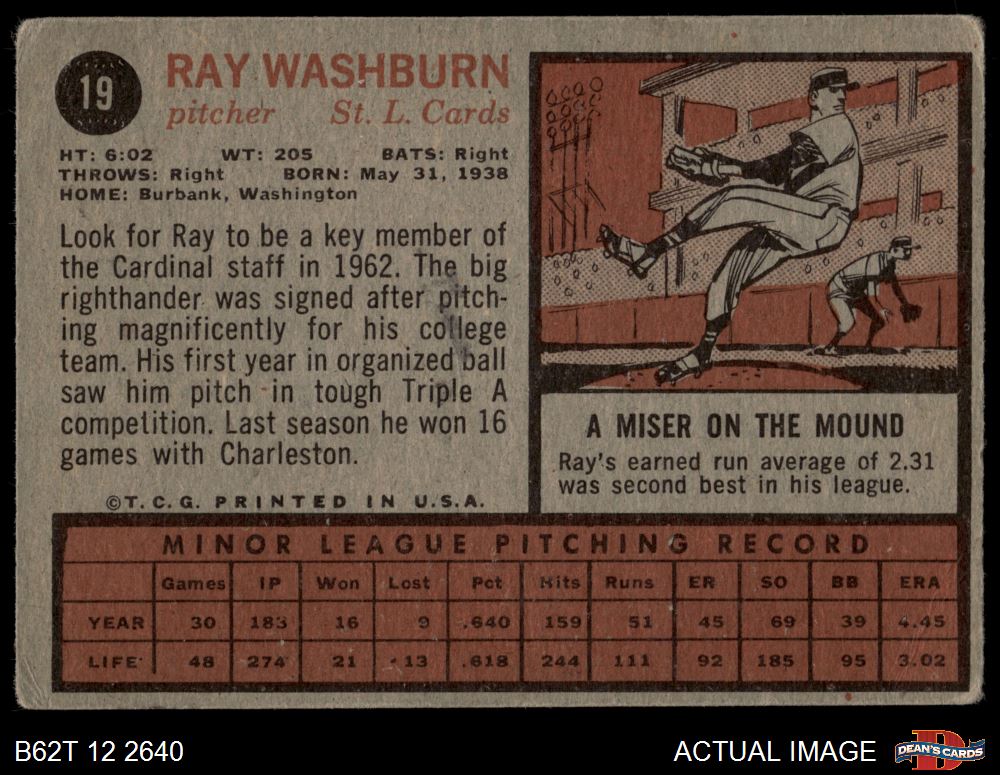 19
RAY WASHBURN
pitcher St. L. Cards
HT: 6:02 WT: 205 BATS: Right
THROWS: Right BORN: May 31, 1938
HOME: Burbank, Washington
Look for Ray to be a key member of
the Cardinal staff in 1962. The big
righthander was signed after pitch-
ing magnificently for his college
team. His first year in organized ball
saw him pitch in tough Triple A
competition. Last season he won 16
games with Charleston.
©T.C.G. PRINTED IN U.S.A.
A MISER ON THE MOUND
Ray's earned run average of 2.31
was second best in his league.
MINOR LEAGUE PITCHING RECORD
Games IP Won Lost Pct Hits Runs ER SO BB ERA
YEAR 30 183 16 9 .640 159 51 45 69 39 4.45
LIFE 48 274 21 13 .618 244 111 92 185 95 3.02
B62T 12 2640
ACTUAL IMAGE
D
DEAN'S CARDS